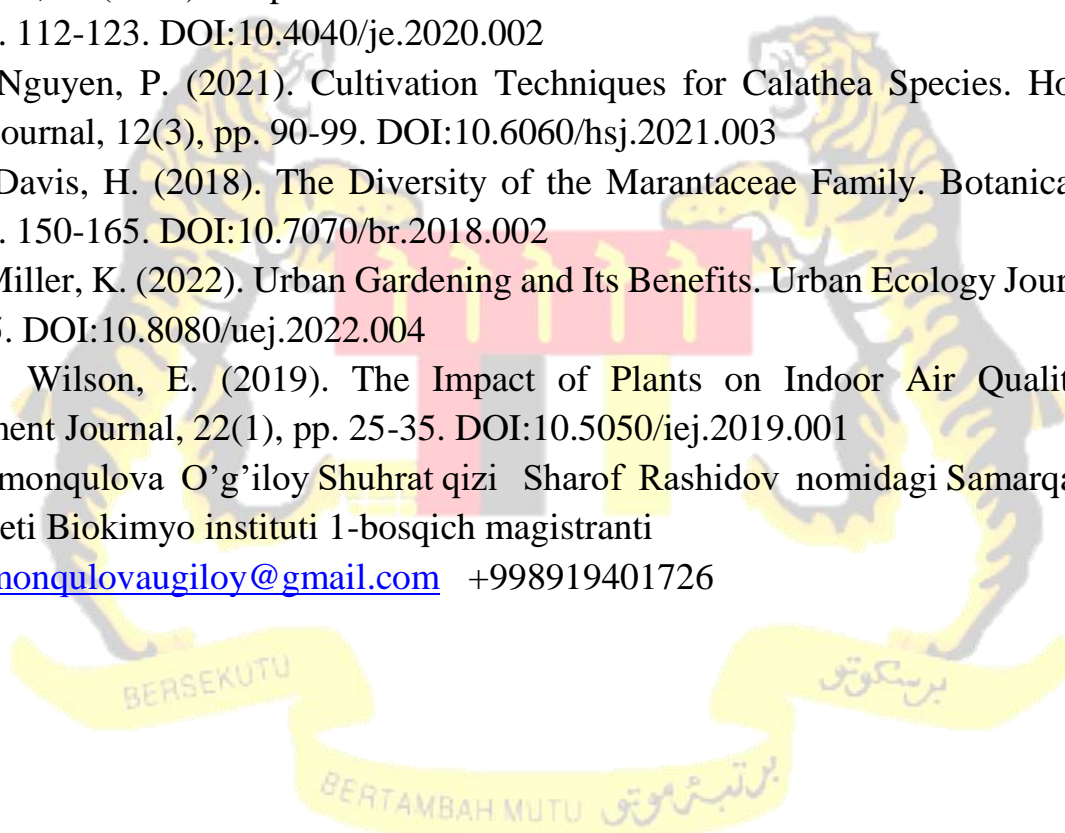 . 112-123. DOI:10.4040/je.2020.002
Nguyen, P. (2021). Cultivation Techniques for Calathea Species. Ho
ournal, 12(3), pp. 90-99. DOI:10.6060/hsj.2021.003
Davis, H. (2018). The Diversity of the Marantaceae Family. Botanica
. 150-165. DOI:10.7070/br.2018.002
Miller, K. (2022). Urban Gardening and Its Benefits. Urban Ecology Jour
. DOI:10.8080/uej.2022.004
Wilson, E. (2019). The Impact of Plants on Indoor Air Qualit
ment Journal, 22(1), pp. 25-35. DOI:10.5050/iej.2019.001
monqulova O’g’iloy Shuhrat qizi Sharof Rashidov nomidagi Samarqa
eti Biokimyo instituti 1-bosqich magistranti
monqulovaugiloy@gmail.com +998919401726
BERSEKUTU برسکوتو
BERTAMBAH MUTU برتمبه موتو